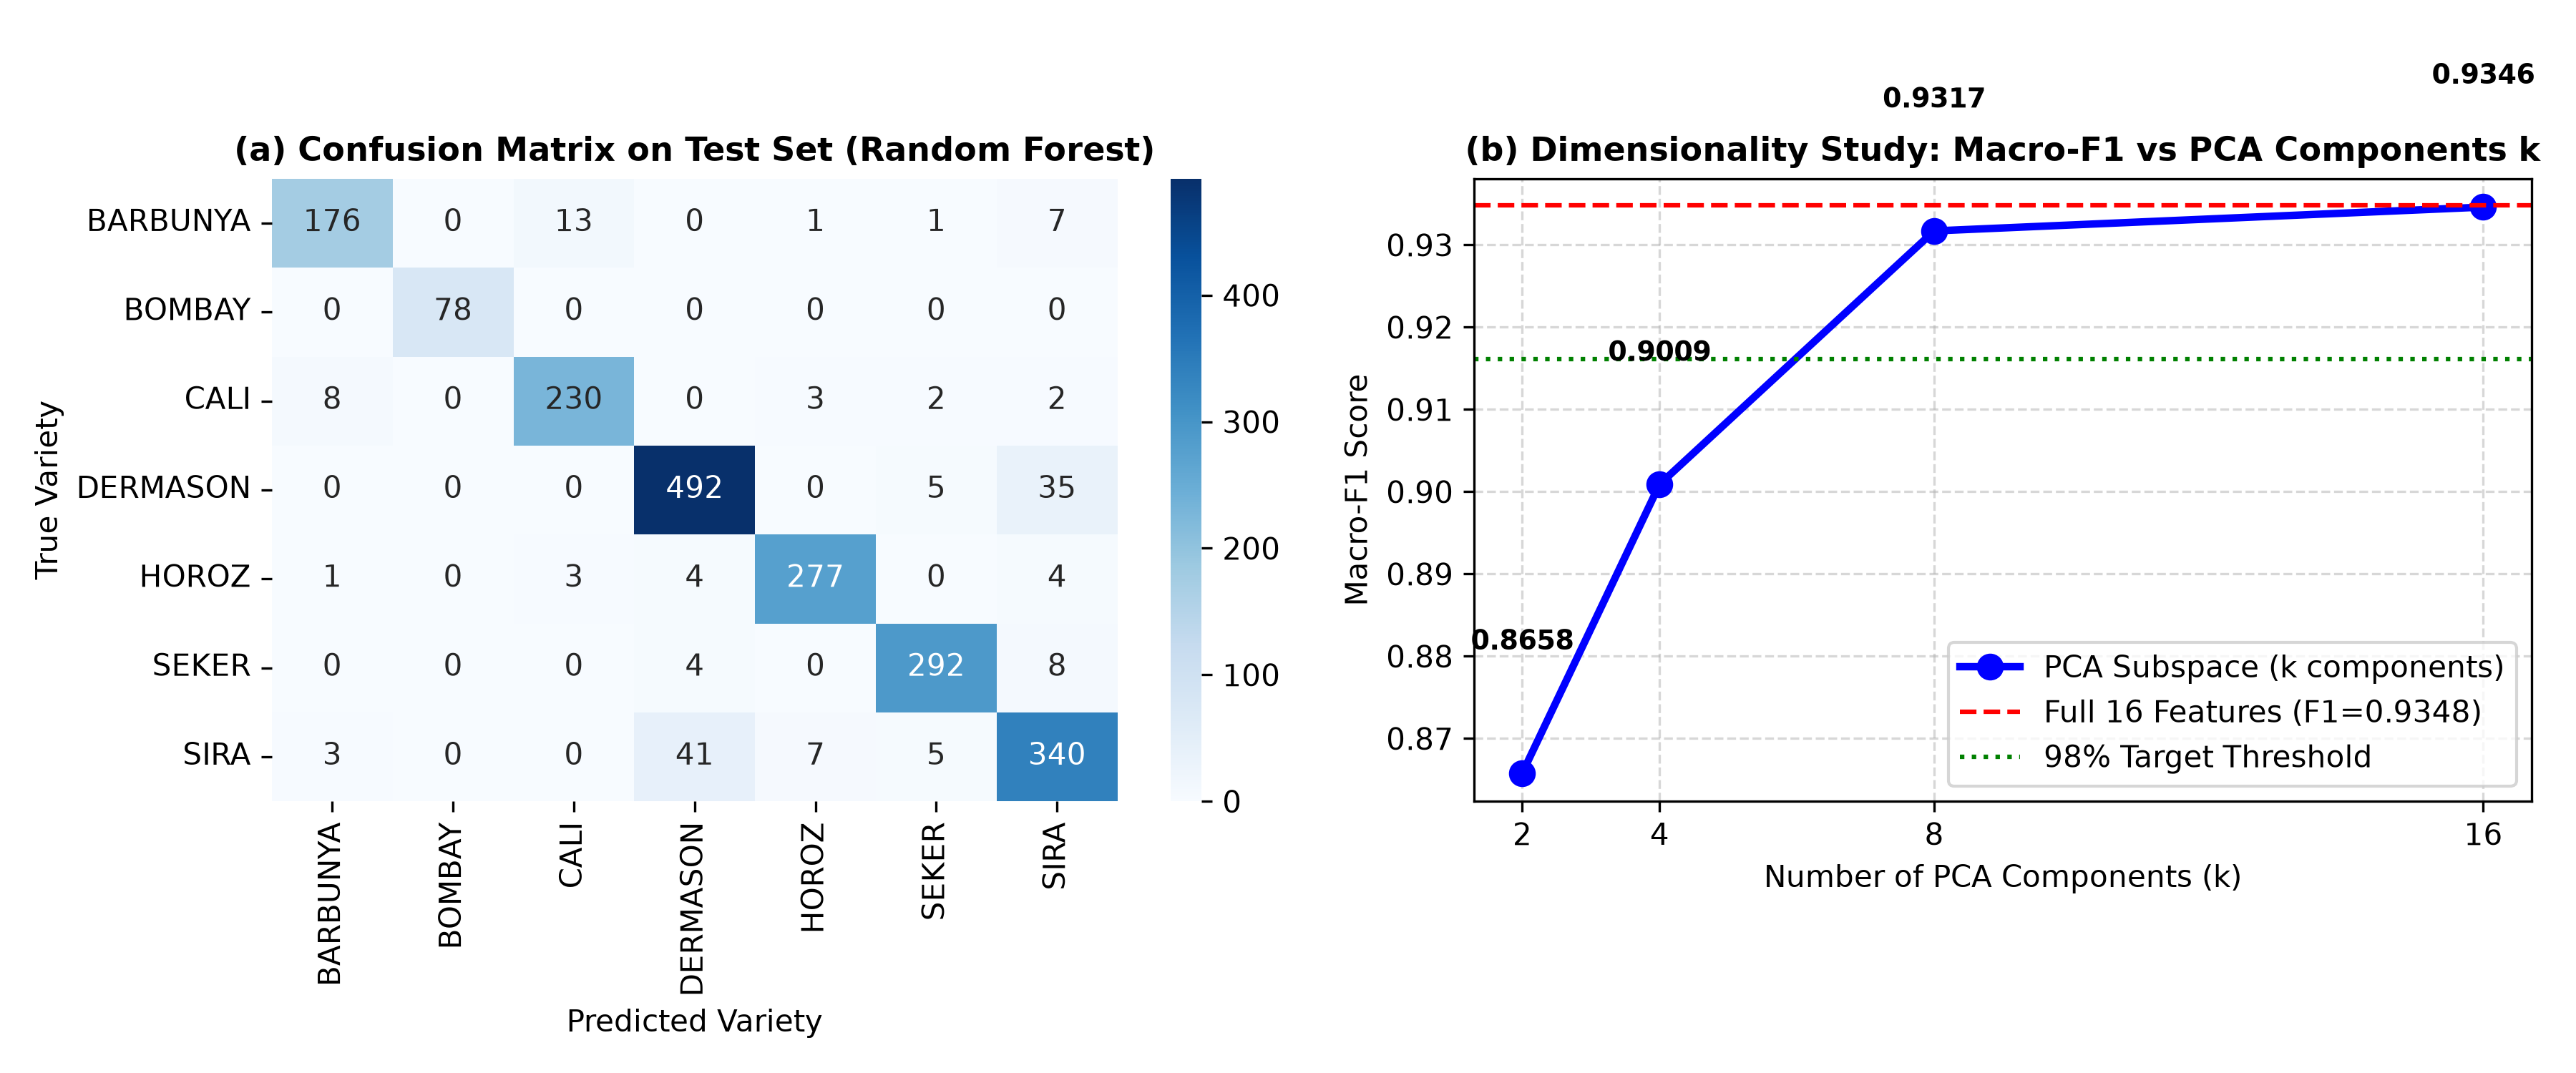 (a) Confusion Matrix on Test Set (Random Forest)
True Variety
BARBUNYA 176 0 13 0 1 1 7
BOMBAY 0 78 0 0 0 0 0
CALI 8 0 230 0 3 2 2
DERMASON 0 0 0 492 0 5 35
HOROZ 1 0 3 4 277 0 4
SEKER 0 0 0 4 0 292 8
SIRA 3 0 0 41 7 5 340
BARBUNYA BOMBAY CALI DERMASON HOROZ SEKER SIRA
Predicted Variety
400
300
200
100
0
0.9317
0.9346
(b) Dimensionality Study: Macro-F1 vs PCA Components k
Macro-F1 Score
0.93
0.92
0.91
0.90
0.89
0.88
0.87
0.9009
0.8658
PCA Subspace (k components)
Full 16 Features (F1=0.9348)
98% Target Threshold
2 4 8 16
Number of PCA Components (k)